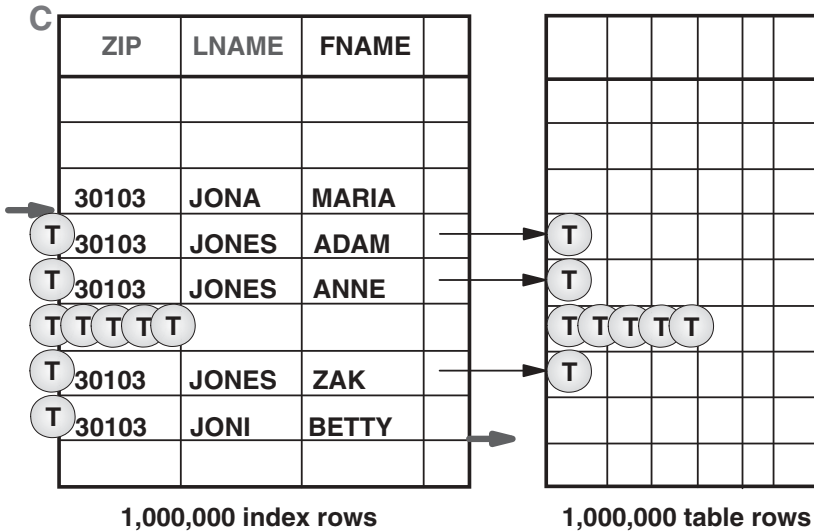 C
ZIP LNAME FNAME
30103 JONA MARIA
T 30103 JONES ADAM T
T 30103 JONES ANNE T
T T T T T T T T T T
T 30103 JONES ZAK T
T 30103 JONI BETTY
1,000,000 index rows 1,000,000 table rows